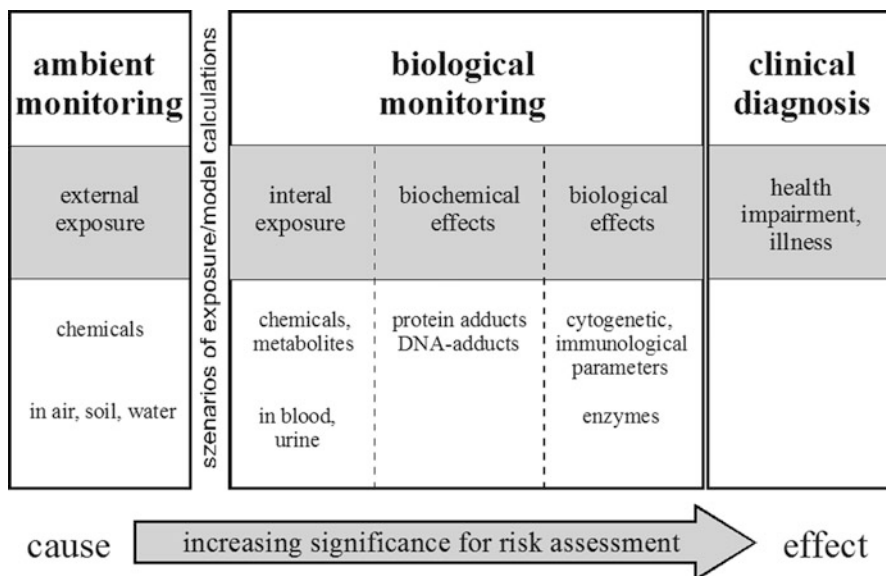 ambient
monitoring
external
exposure
chemicals
in air, soil, water
szenarios of exposure/model calculations
biological
monitoring
interal
exposure
biochemical
effects
biological
effects
chemicals,
metabolites
in blood,
urine
protein adducts
DNA-adducts
cytogenetic,
immunological
parameters
enzymes
clinical
diagnosis
health
impairment,
illness
cause
increasing significance for risk assessment
effect